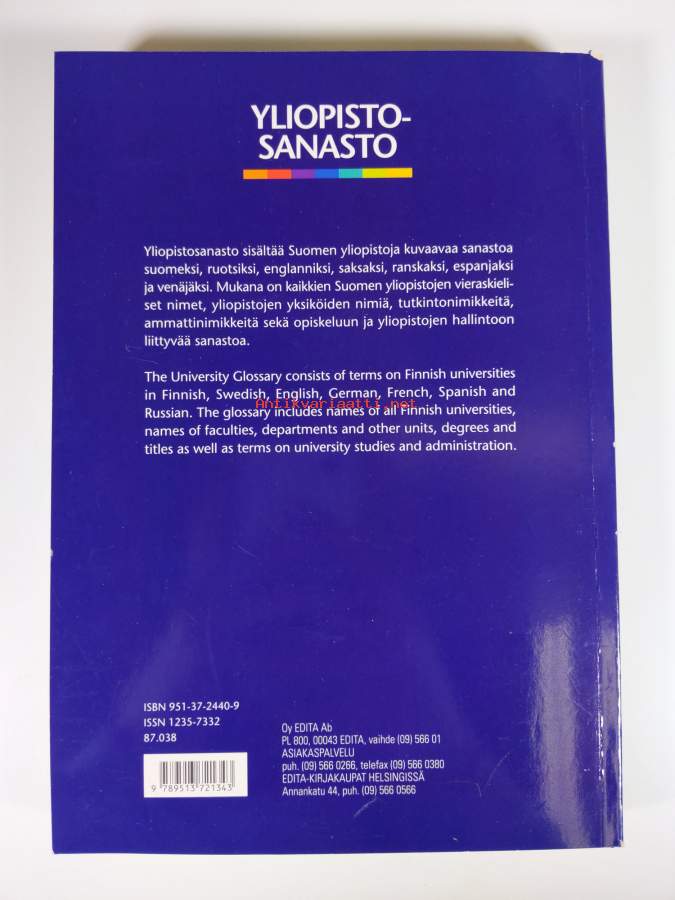 YLIOPISTO-
SANASTO
Yliopistosanasto sisältää Suomen yliopistoja kuvaavaa sanastoa
suomeksi, ruotsiksi, englanniksi, saksaksi, ranskaksi, espanjaksi
ja venäjäksi. Mukana on kaikkien Suomen yliopistojen vieraskieli-
set nimet, yliopistojen yksiköiden nimiä, tutkintonimikkeitä,
ammattinimikkeitä sekä opiskeluun ja yliopistojen hallintoon
liittyvää sanastoa.
The University Glossary consists of terms on Finnish universities
in Finnish, Swedish, English, German, French, Spanish and
Antikvariaatti.net
Russian. The glossary includes names of all Finnish universities,
names of faculties, departments and other units, degrees and
titles as well as terms on university studies and administration.
ISBN 951-37-2440-9
ISSN 1235-7332
87.038
9 789513 721343
Oy EDITA Ab
PL 800, 00043 EDITA, vaihde (09) 566 01
ASIAKASPALVELU
puh. (09) 566 0266, telefax (09) 566 0380
EDITA-KIRJAKAUPAT HELSINGISSÄ
Annankatu 44, puh. (09) 566 0566